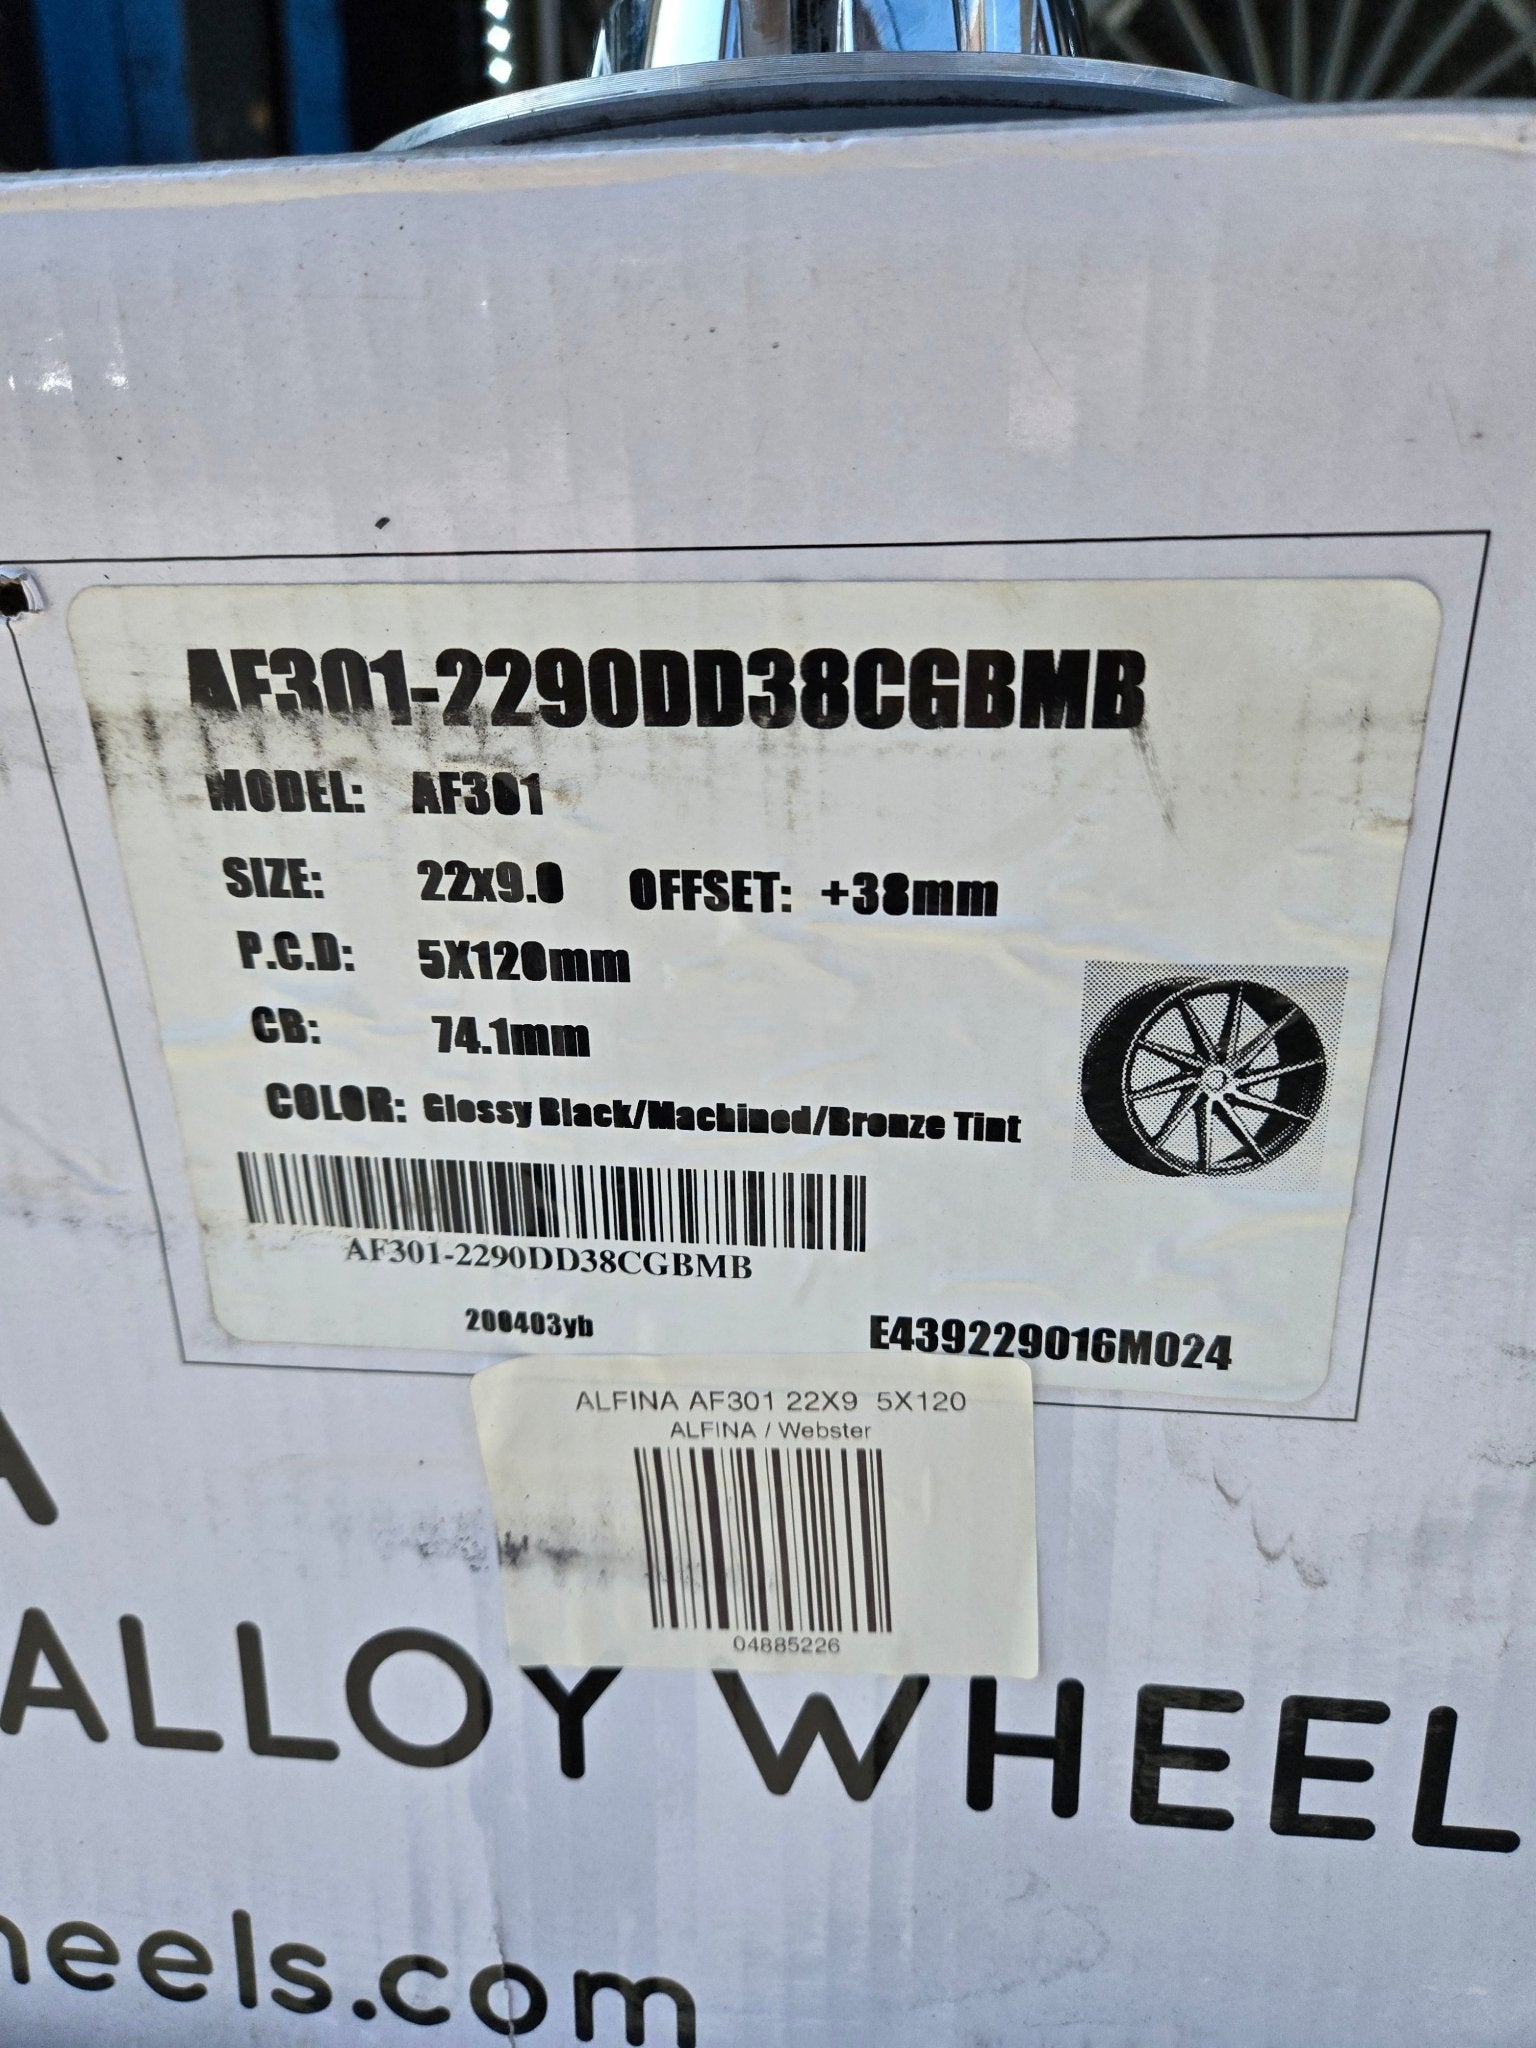 AF301-2290DD38CGBMB
MODEL: AF301
SIZE: 22x9.0 OFFSET: +38mm
P.C.D: 5X120mm
CB: 74.1mm
COLOR: Glossy Black/Machined/Bronze Tint
AF301-2290DD38CGBMB
200403yb E439229016M024
ALFINA AF301 22X9 5X120
ALFINA / Webster
04885226
A
ALLOY WHEEL
heels.com